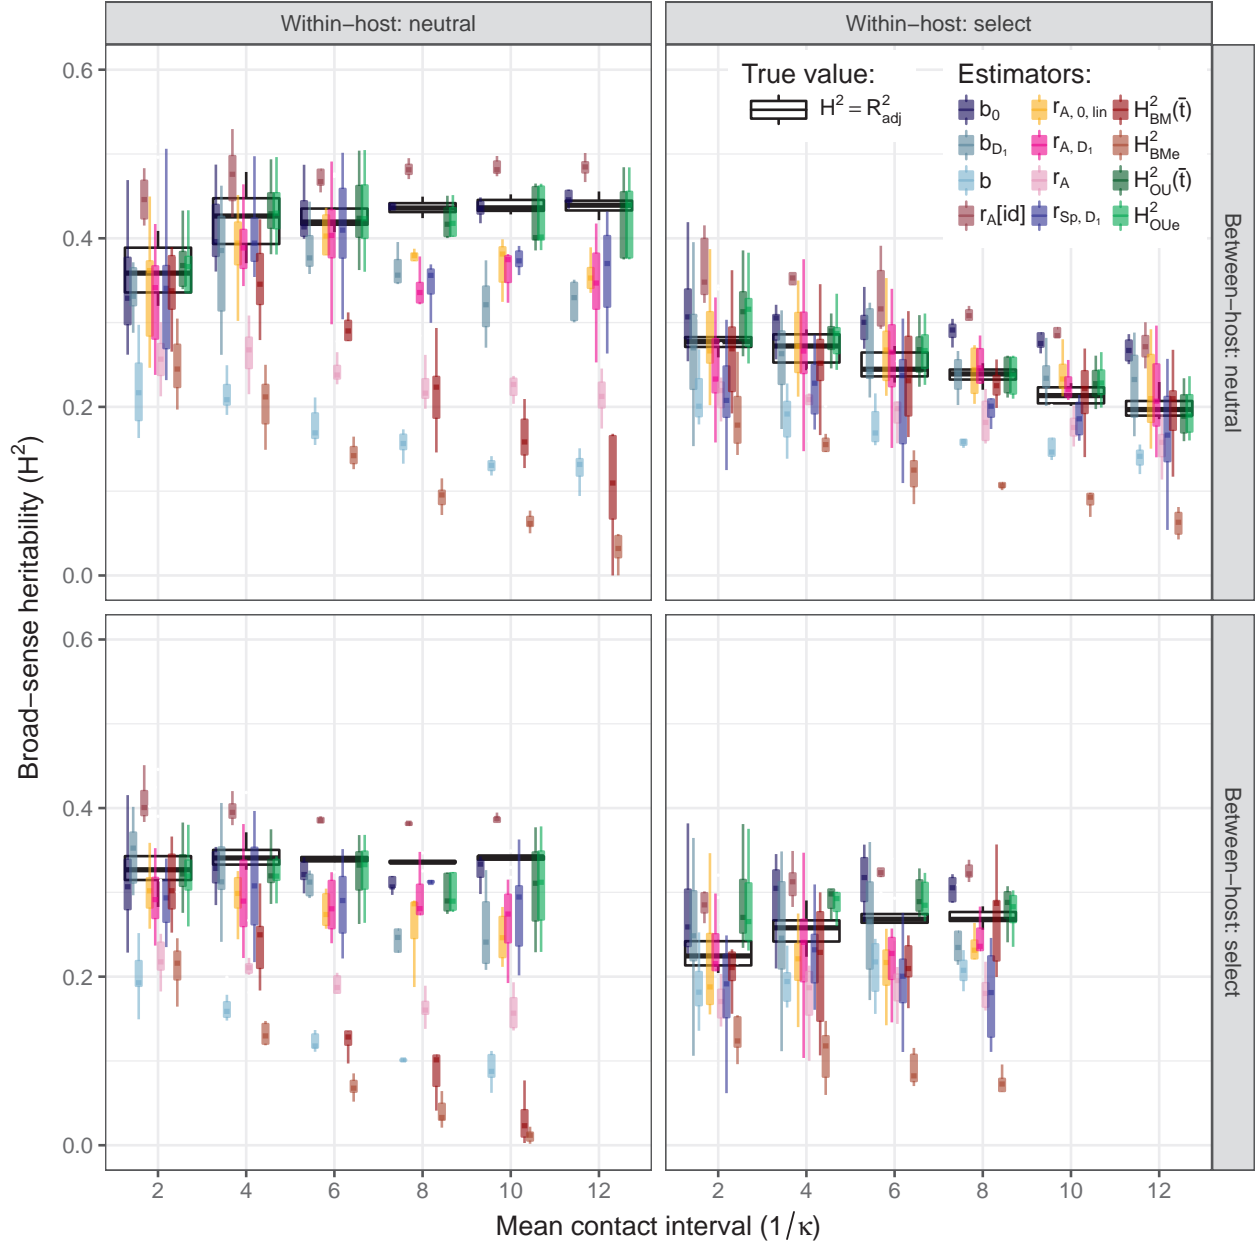 Within−host: neutral
Within−host: select
True value:
H² = R²adj
Estimators:
b₀
rA, 0, lin
H²BM(t̄)
bD₁
rA, D₁
H²BMe
b
rA
H²OU(t̄)
rA[id]
rSp, D₁
H²OUe
Between−host: neutral
Between−host: select
Broad−sense heritability (H²)
0.6
0.4
0.2
0.0
0.6
0.4
0.2
0.0
2 4 6 8 10 12
2 4 6 8 10 12
Mean contact interval (1/κ)